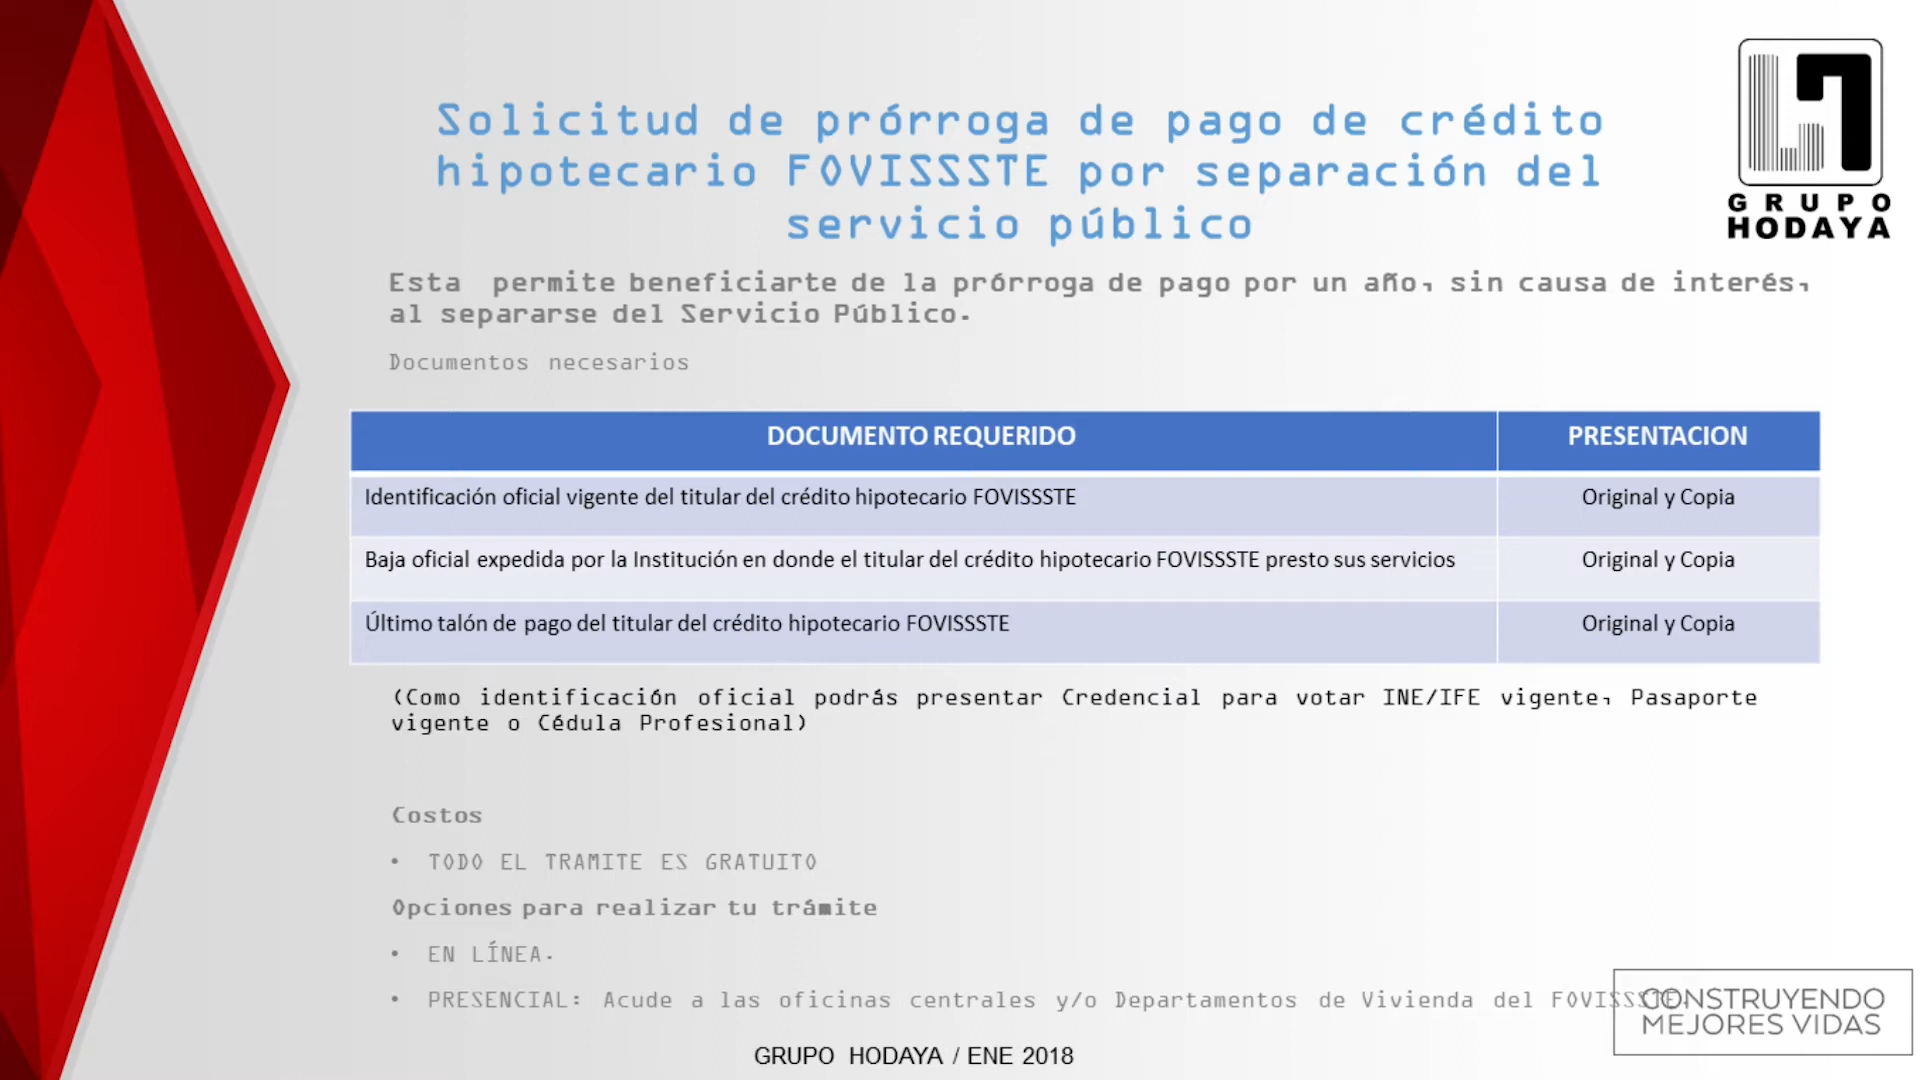 GRUPO
HODAYA
Solicitud de prórroga de pago de crédito
hipotecario FOVISSSTE por separación del
servicio público
Esta permite beneficiarte de la prórroga de pago por un año, sin causa de interés,
al separarse del Servicio Público.
Documentos necesarios
DOCUMENTO REQUERIDO PRESENTACION
Identificación oficial vigente del titular del crédito hipotecario FOVISSSTE Original y Copia
Baja oficial expedida por la Institución en donde el titular del crédito hipotecario FOVISSSTE presto sus servicios Original y Copia
Último talón de pago del titular del crédito hipotecario FOVISSSTE Original y Copia
(Como identificación oficial podrás presentar Credencial para votar INE/IFE vigente, Pasaporte
vigente o Cédula Profesional)
Costos
• TODO EL TRAMITE ES GRATUITO
Opciones para realizar tu trámite
• EN LÍNEA.
• PRESENCIAL: Acude a las oficinas centrales y/o Departamentos de Vivienda del FOVISSSTE.
CONSTRUYENDO
MEJORES VIDAS
GRUPO HODAYA / ENE 2018